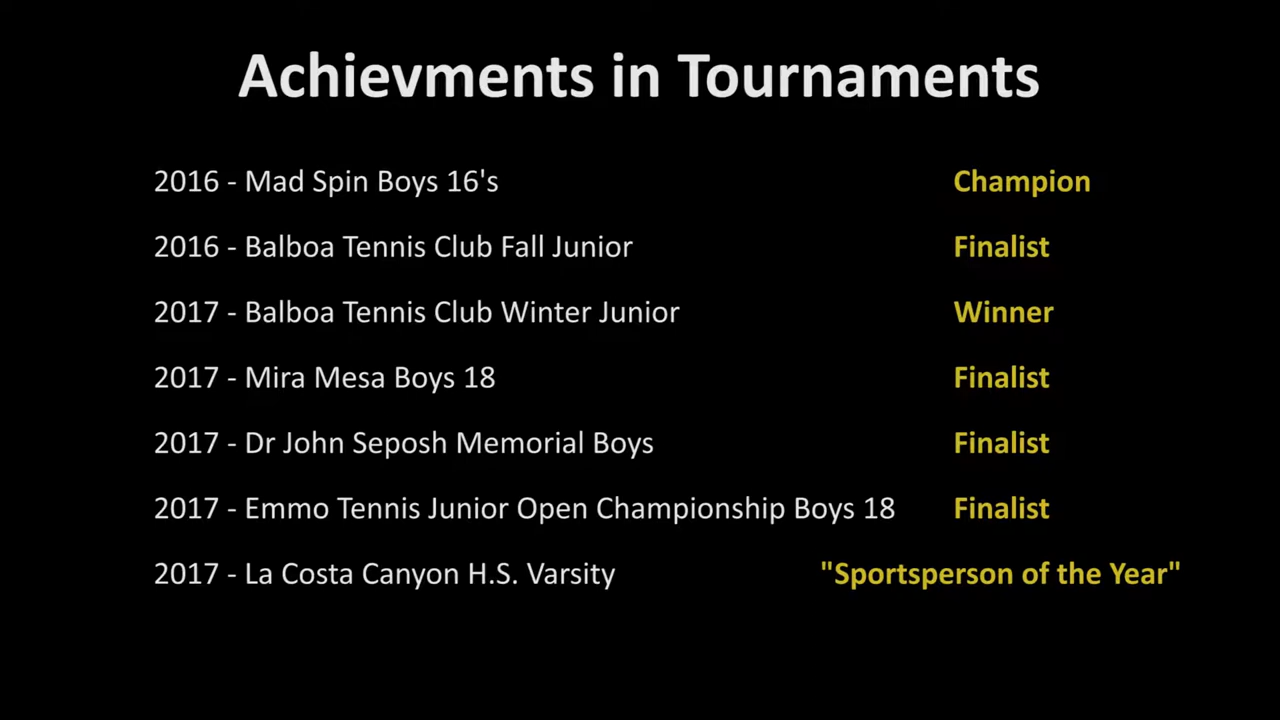 Achievments in Tournaments
2016 - Mad Spin Boys 16's Champion
2016 - Balboa Tennis Club Fall Junior Finalist
2017 - Balboa Tennis Club Winter Junior Winner
2017 - Mira Mesa Boys 18 Finalist
2017 - Dr John Seposh Memorial Boys Finalist
2017 - Emmo Tennis Junior Open Championship Boys 18 Finalist
2017 - La Costa Canyon H.S. Varsity "Sportsperson of the Year"